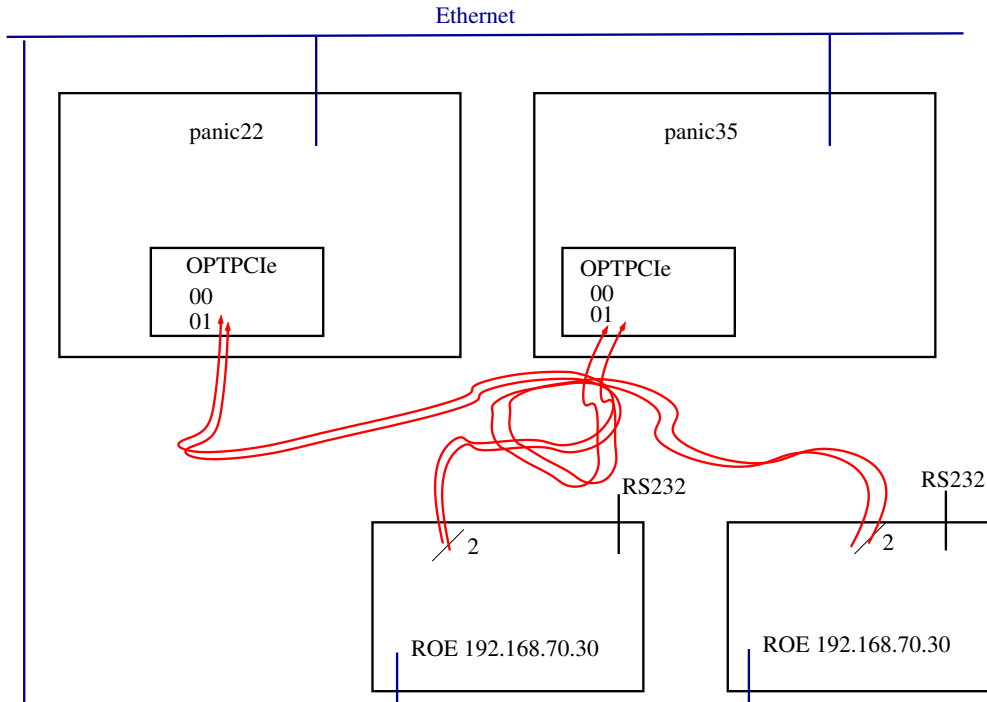 Ethernet
panic22
panic35
OPTPCIe
00
01
OPTPCIe
00
01
RS232
RS232
2
2
ROE 192.168.70.30
ROE 192.168.70.30